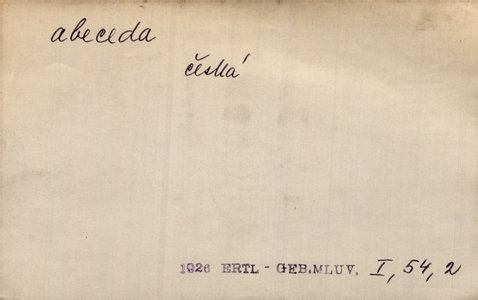 abeceda
česká
1926 ERTL - GEB.MLUV. I, 54, 2